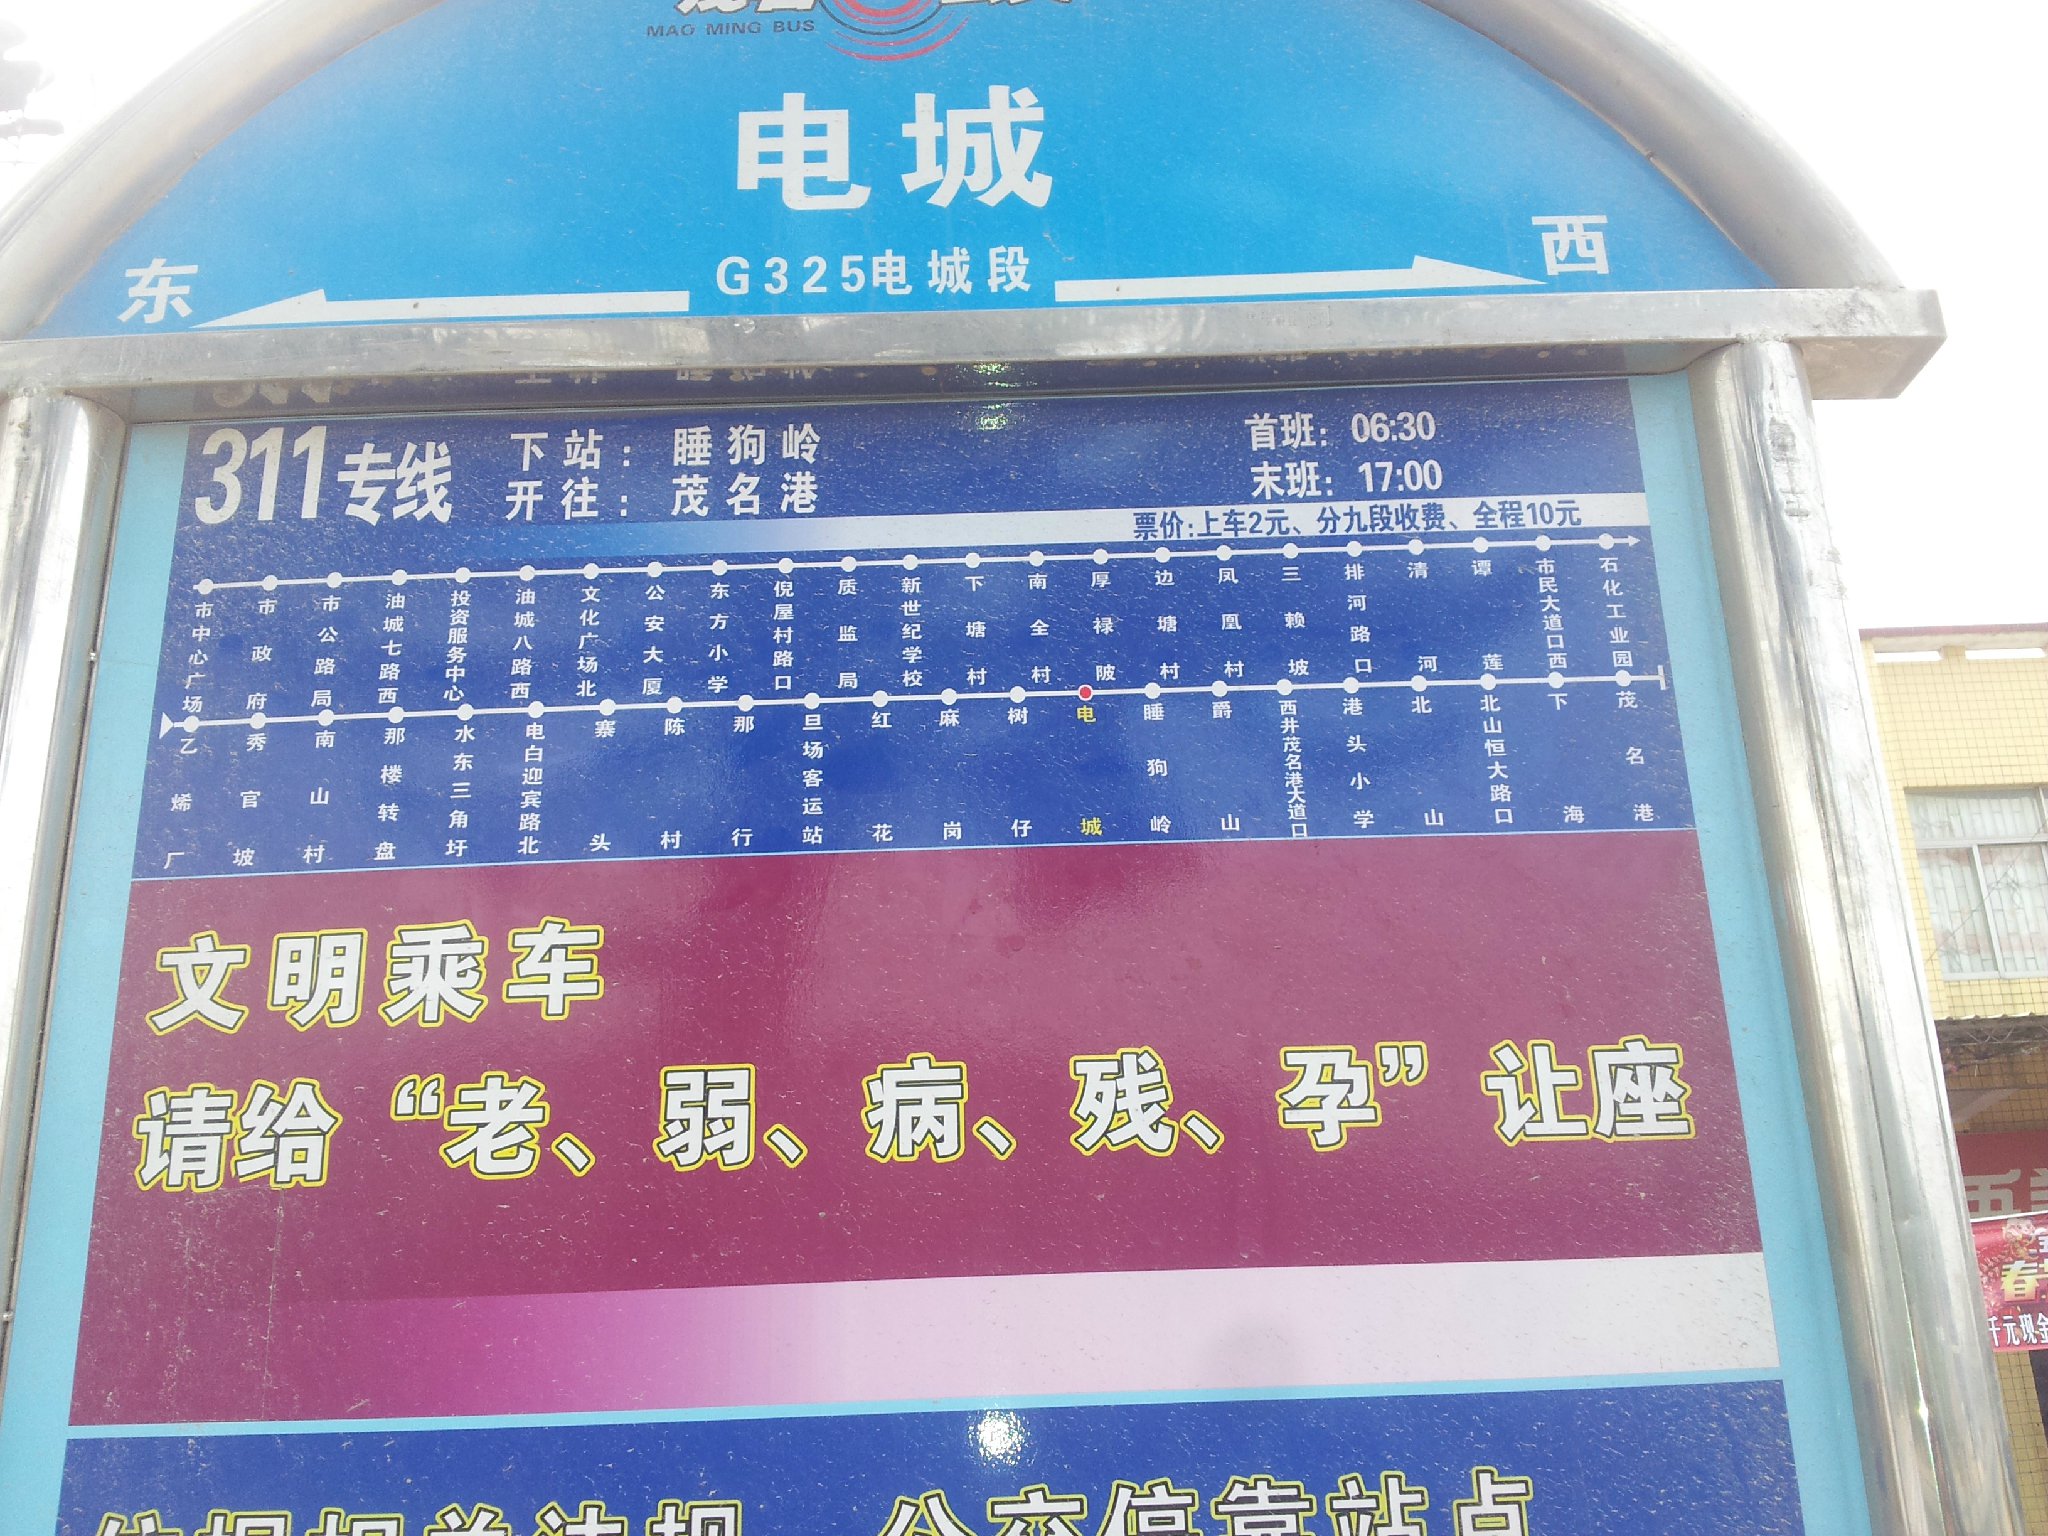 MAO MING BUS
电城
东
G325电城段
西
311专线
下站：睡狗岭
开往：茂名港
首班：06:30
末班：17:00
票价:上车2元、分九段收费、全程10元
市中心广场
市政府
市公路局
油城七路西
投资服务中心
油城八路西
文化广场北
公安大厦
东方小学
倪屋村路口
质监局
新世纪学校
下塘村
南全村
厚禄陂
边塘村
凤凰村
三赖坡
排河路口
清河
谭莲
市民大道口西
石化工业园
乙烯厂
秀官坡
南山村
那楼转盘
水东三角圩
电白迎宾路北
寨头
陈村
那行
旦场客运站
红花
麻岗
树仔
电城
睡狗岭
爵山
西井茂名港大道口
港头小学
北山
北山恒大路口
下海
茂名港
文明乘车
请给“老、弱、病、残、孕”让座
公交停靠站点
春
千元现金